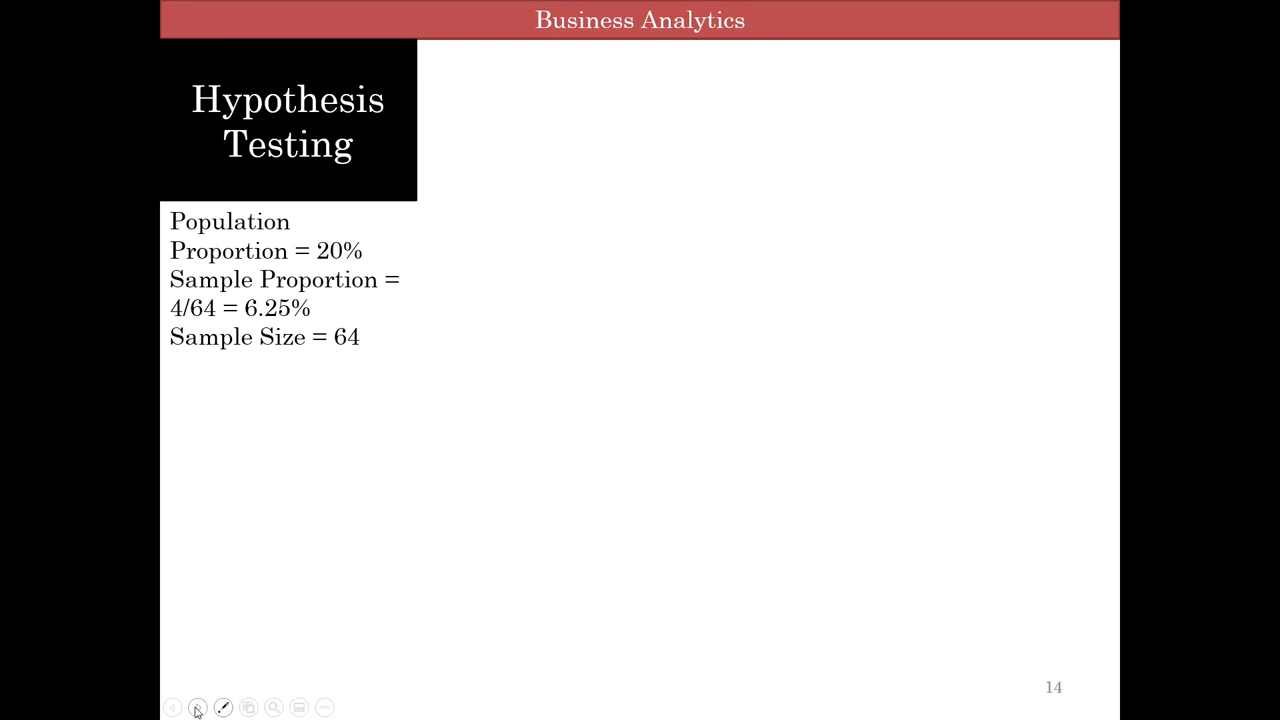 Business Analytics
Hypothesis
Testing
Population
Proportion = 20%
Sample Proportion =
4/64 = 6.25%
Sample Size = 64
14